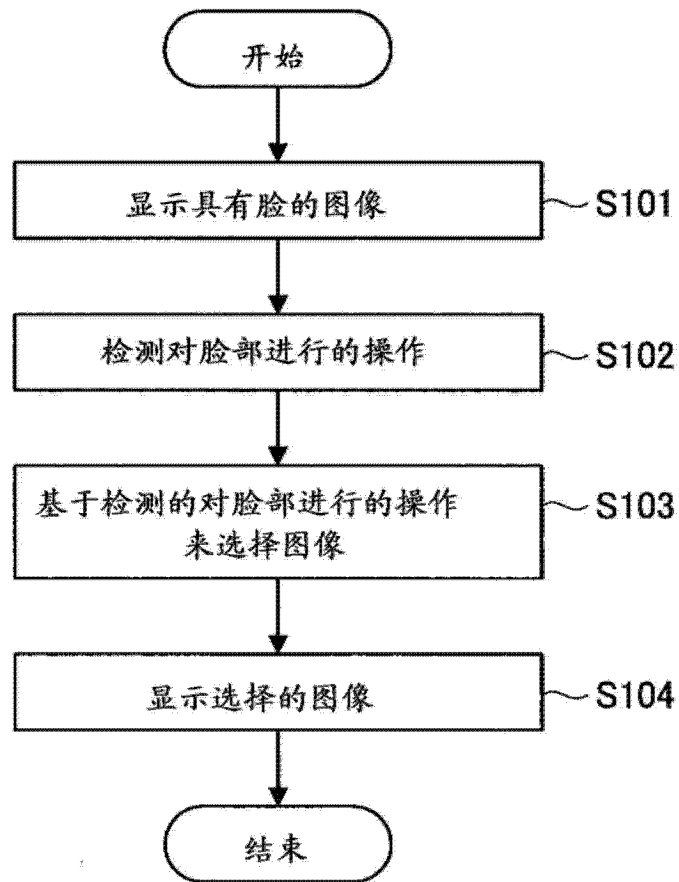 开始
显示具有脸的图像
S101
检测对脸部进行的操作
S102
基于检测的对脸部进行的操作
来选择图像
S103
显示选择的图像
S104
结束